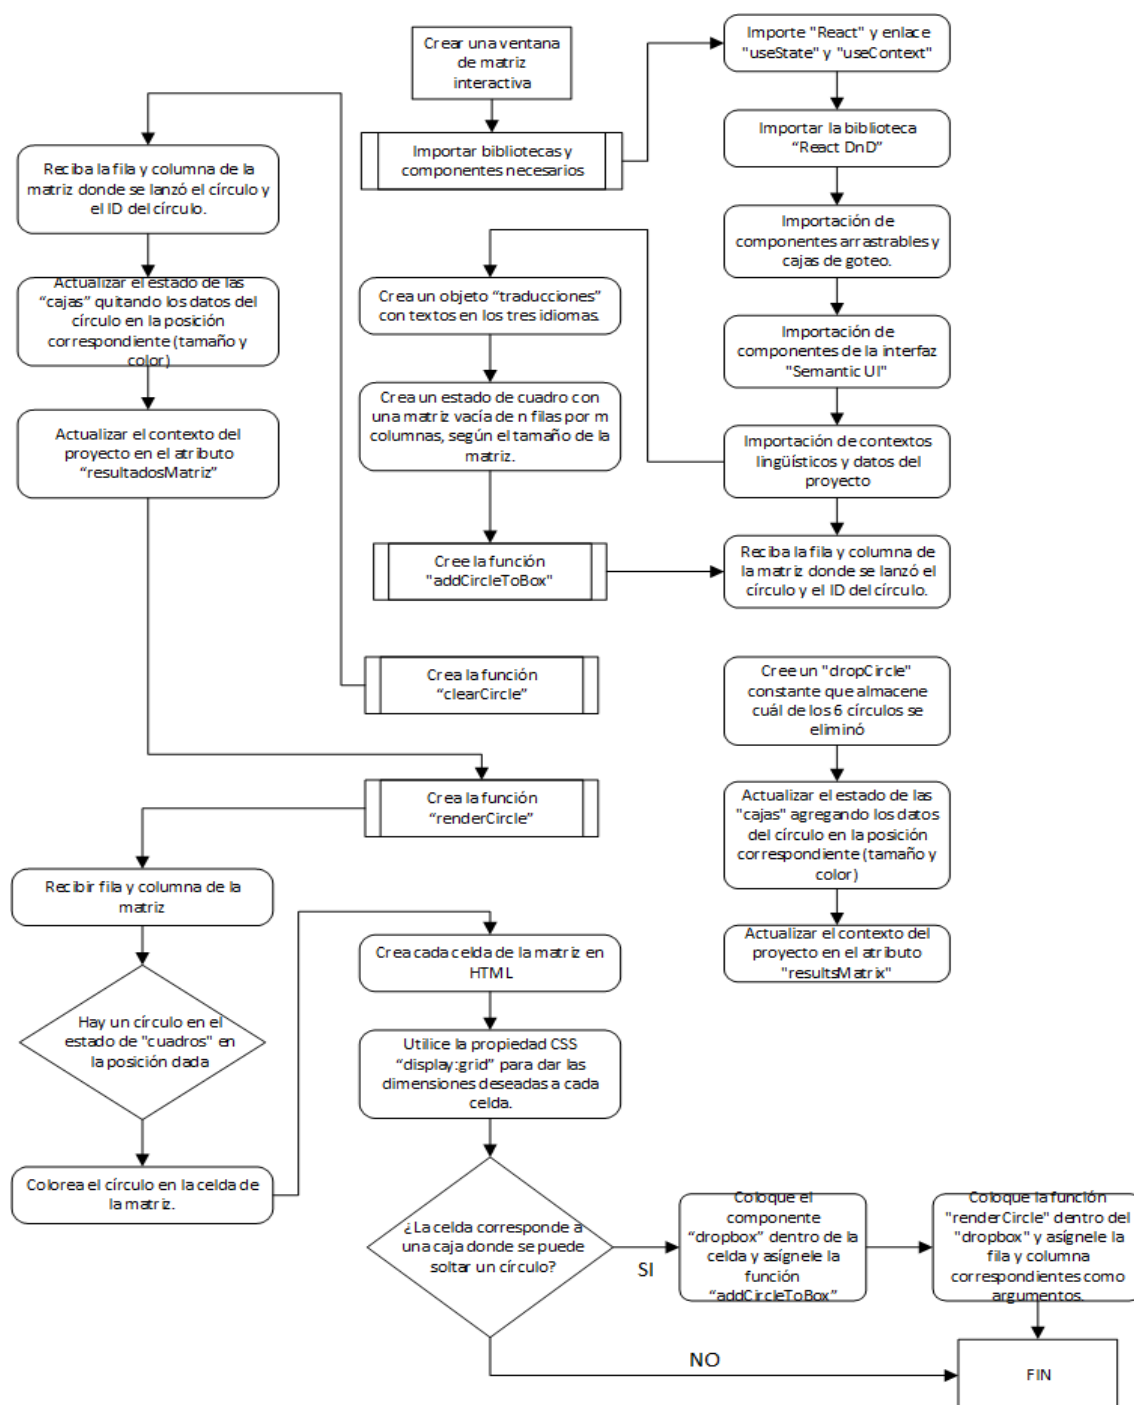 Crear una ventana
de matriz
interactiva
Importar bibliotecas y
componentes necesarios
Importe "React" y enlace
"useState" y "useContext"
Importar la biblioteca
“React DnD”
Importación de
componentes arrastrables y
cajas de goteo.
Importación de
componentes de la interfaz
"Semantic UI"
Importación de contextos
lingüísticos y datos del
proyecto
Crea un objeto “traducciones”
con textos en los tres idiomas.
Crea un estado de cuadro con
una matriz vacía de n filas por m
columnas, según el tamaño de la
matriz.
Cree la función
"addCircleToBox"
Reciba la fila y columna de
la matriz donde se lanzó el
círculo y el ID del círculo.
Cree un "dropCircle"
constante que almacene
cuál de los 6 círculos se
eliminó
Actualizar el estado de las
"cajas" agregando los datos
del círculo en la posición
correspondiente (tamaño y
color)
Actualizar el contexto del
proyecto en el atributo
"resultsMatrix"
Crea la función
“clearCircle”
Reciba la fila y columna de la
matriz donde se lanzó el círculo y
el ID del círculo.
Actualizar el estado de las
“cajas” quitando los datos del
círculo en la posición
correspondiente (tamaño y
color)
Actualizar el contexto del
proyecto en el atributo
“resultadosMatriz”
Crea la función
“renderCircle”
Recibir fila y columna de la
matriz
Hay un círculo en el
estado de "cuadros" en
la posición dada
Colorea el círculo en la celda de
la matriz.
Crea cada celda de la matriz en
HTML
Utilice la propiedad CSS
“display:grid” para dar las
dimensiones deseadas a cada
celda.
¿La celda corresponde a
una caja donde se puede
soltar un círculo?
SI
Coloque el
componente
“dropbox” dentro de la
celda y asígnele la
función
“addCircleToBox”
Coloque la función
"renderCircle" dentro del
"dropbox" y asígnele la
fila y columna
correspondientes como
argumentos.
NO
FIN